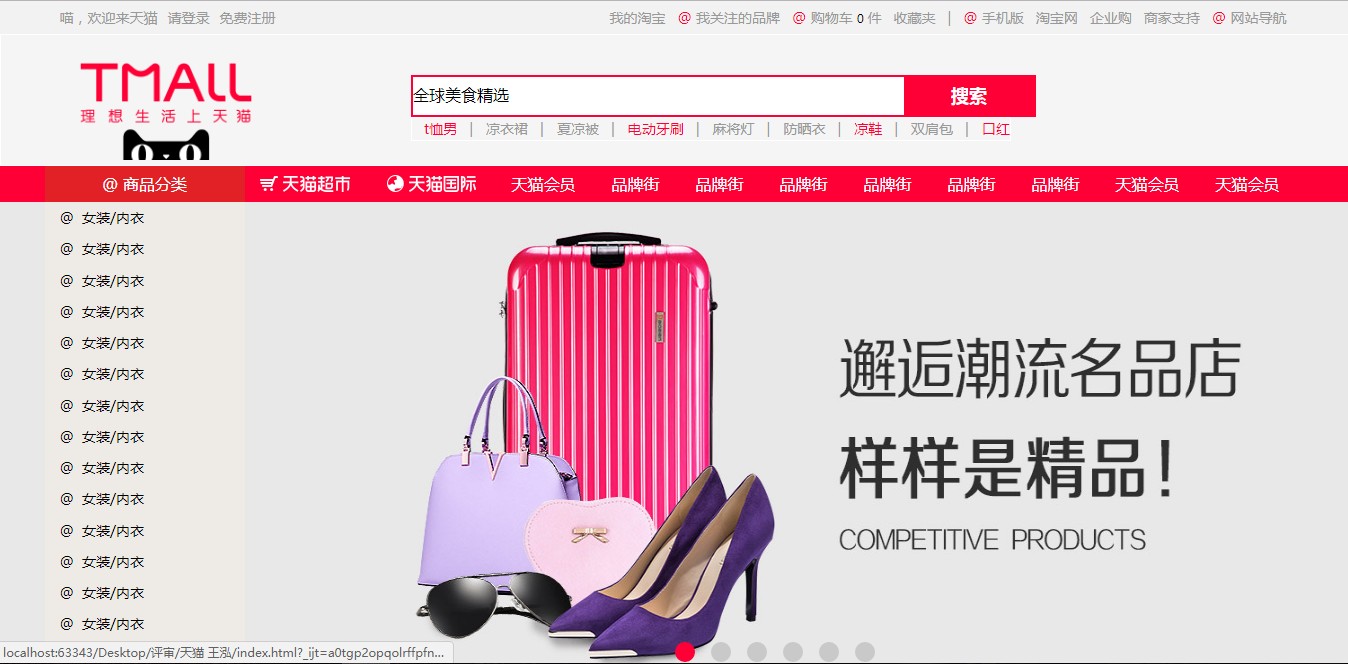 喵，欢迎来天猫 请登录 免费注册 我的淘宝 @ 我关注的品牌 @ 购物车 0 件 收藏夹 | @ 手机版 淘宝网 企业购 商家支持 @ 网站导航
TMALL
理想生活上天猫
全球美食精选 搜索
t恤男 | 凉衣裙 | 夏凉被 | 电动牙刷 | 麻将灯 | 防晒衣 | 凉鞋 | 双肩包 | 口红
@ 商品分类 天猫超市 天猫国际 天猫会员 品牌街 品牌街 品牌街 品牌街 品牌街 品牌街 天猫会员 天猫会员
@ 女装/内衣
@ 女装/内衣
@ 女装/内衣
@ 女装/内衣
@ 女装/内衣
@ 女装/内衣
@ 女装/内衣
@ 女装/内衣
@ 女装/内衣
@ 女装/内衣
@ 女装/内衣
@ 女装/内衣
@ 女装/内衣
@ 女装/内衣
邂逅潮流名品店
样样是精品！
COMPETITIVE PRODUCTS
localhost:63343/Desktop/评审/天猫 王泓/index.html?_ijt=a0tgp2opqolrffpfn...